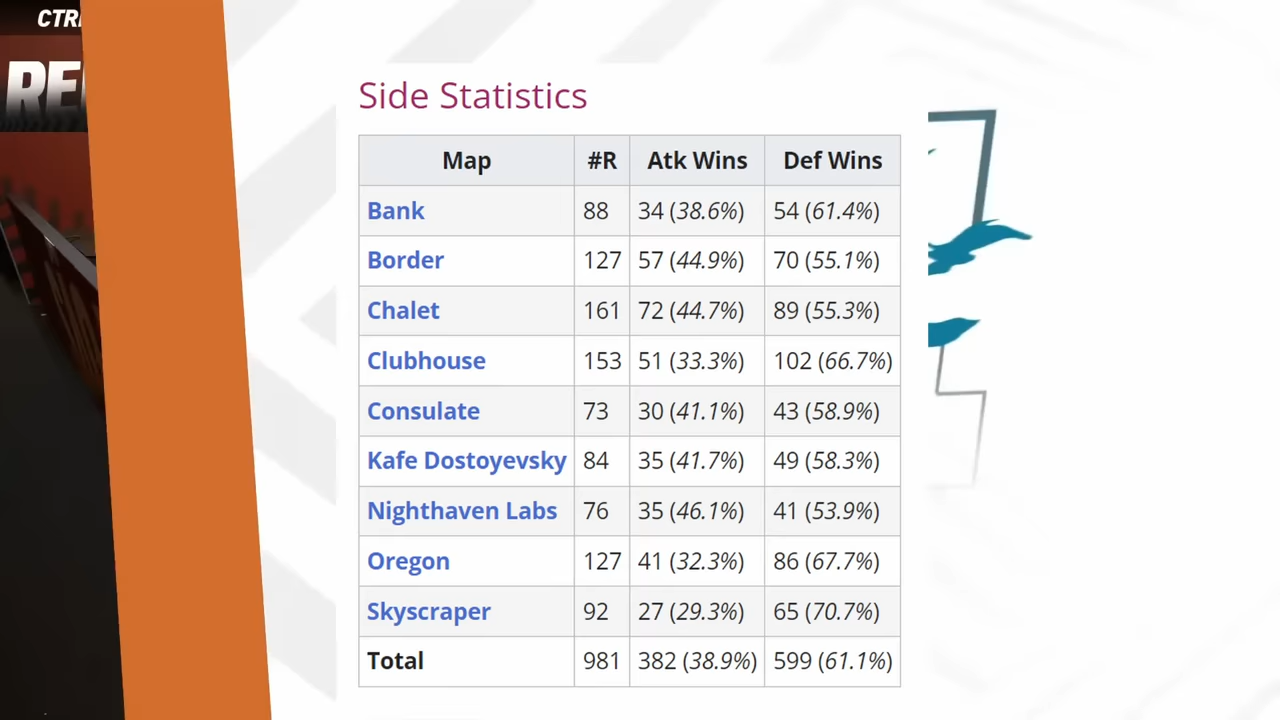 CTR
RE
Side Statistics
Map #R Atk Wins Def Wins
Bank 88 34 (38.6%) 54 (61.4%)
Border 127 57 (44.9%) 70 (55.1%)
Chalet 161 72 (44.7%) 89 (55.3%)
Clubhouse 153 51 (33.3%) 102 (66.7%)
Consulate 73 30 (41.1%) 43 (58.9%)
Kafe Dostoyevsky 84 35 (41.7%) 49 (58.3%)
Nighthaven Labs 76 35 (46.1%) 41 (53.9%)
Oregon 127 41 (32.3%) 86 (67.7%)
Skyscraper 92 27 (29.3%) 65 (70.7%)
Total 981 382 (38.9%) 599 (61.1%)